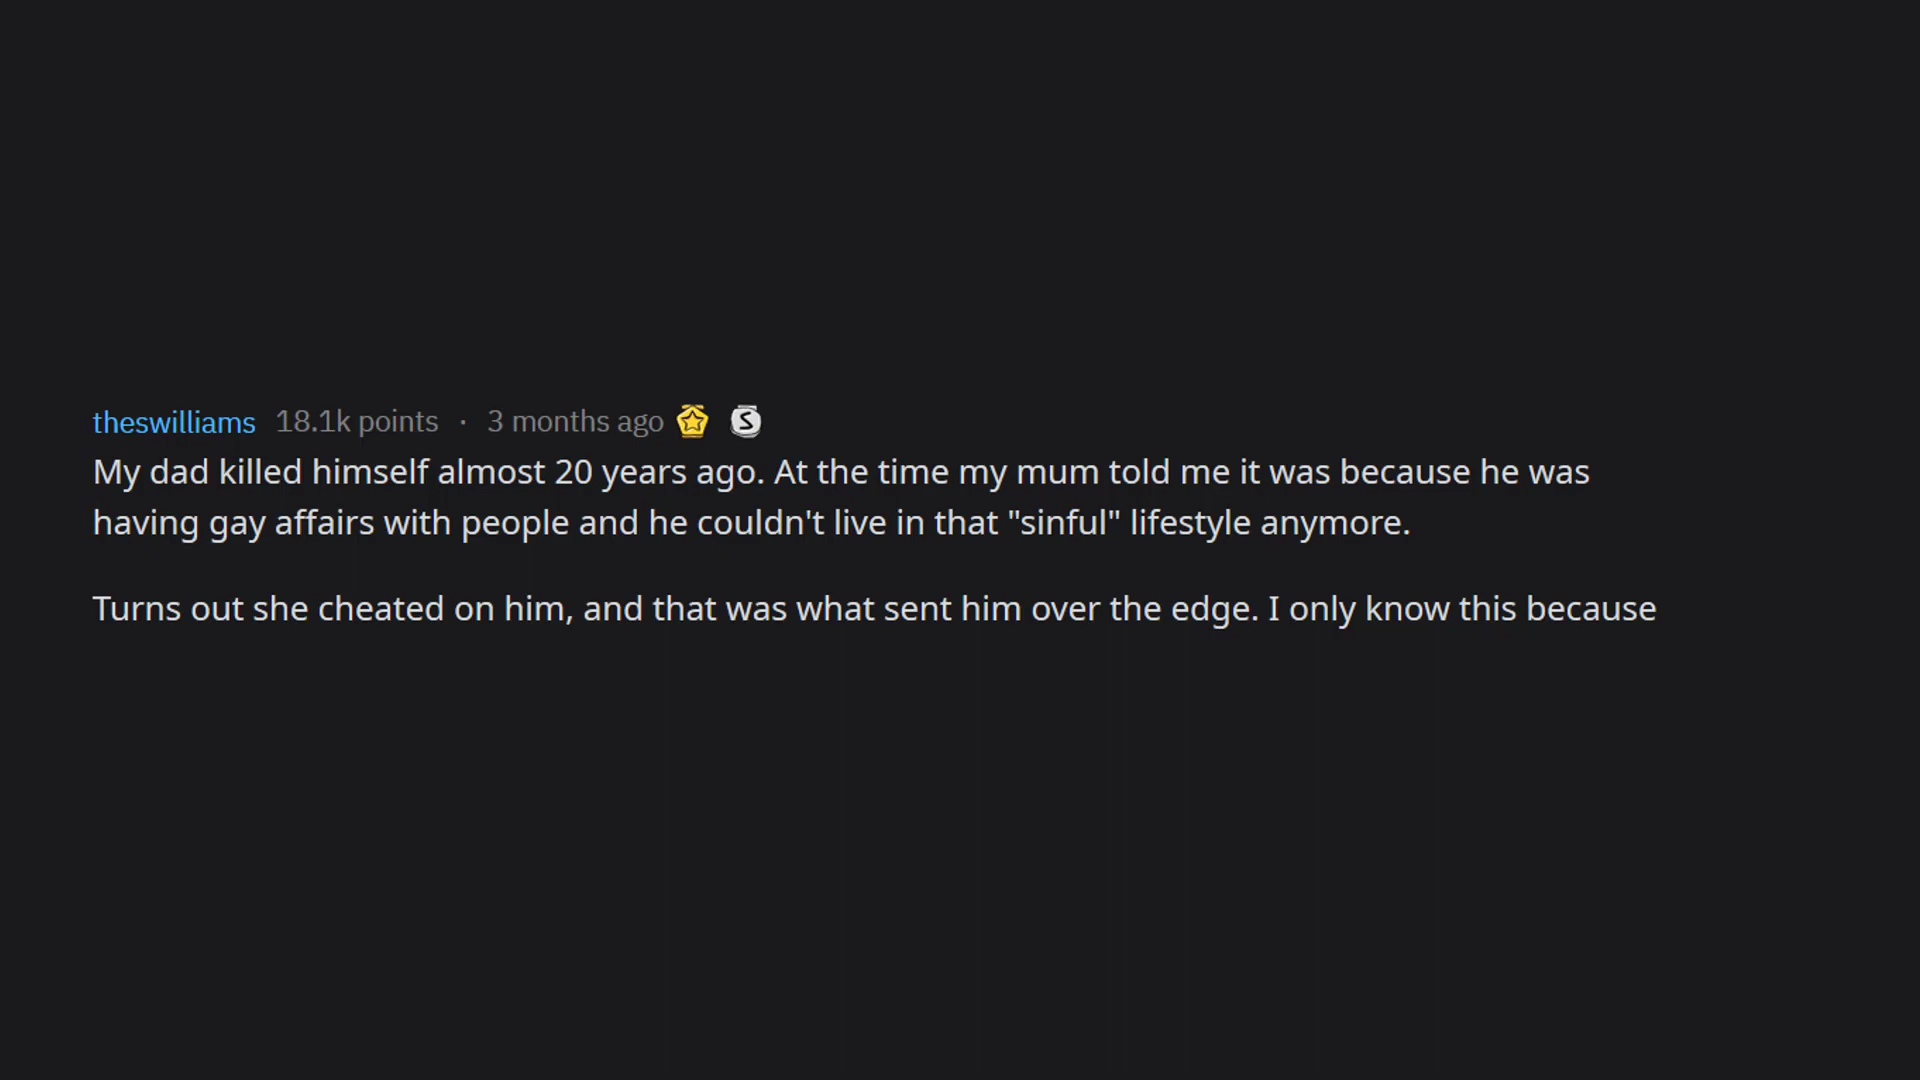 theswilliams 18.1k points · 3 months ago
My dad killed himself almost 20 years ago. At the time my mum told me it was because he was
having gay affairs with people and he couldn't live in that "sinful" lifestyle anymore.
Turns out she cheated on him, and that was what sent him over the edge. I only know this because